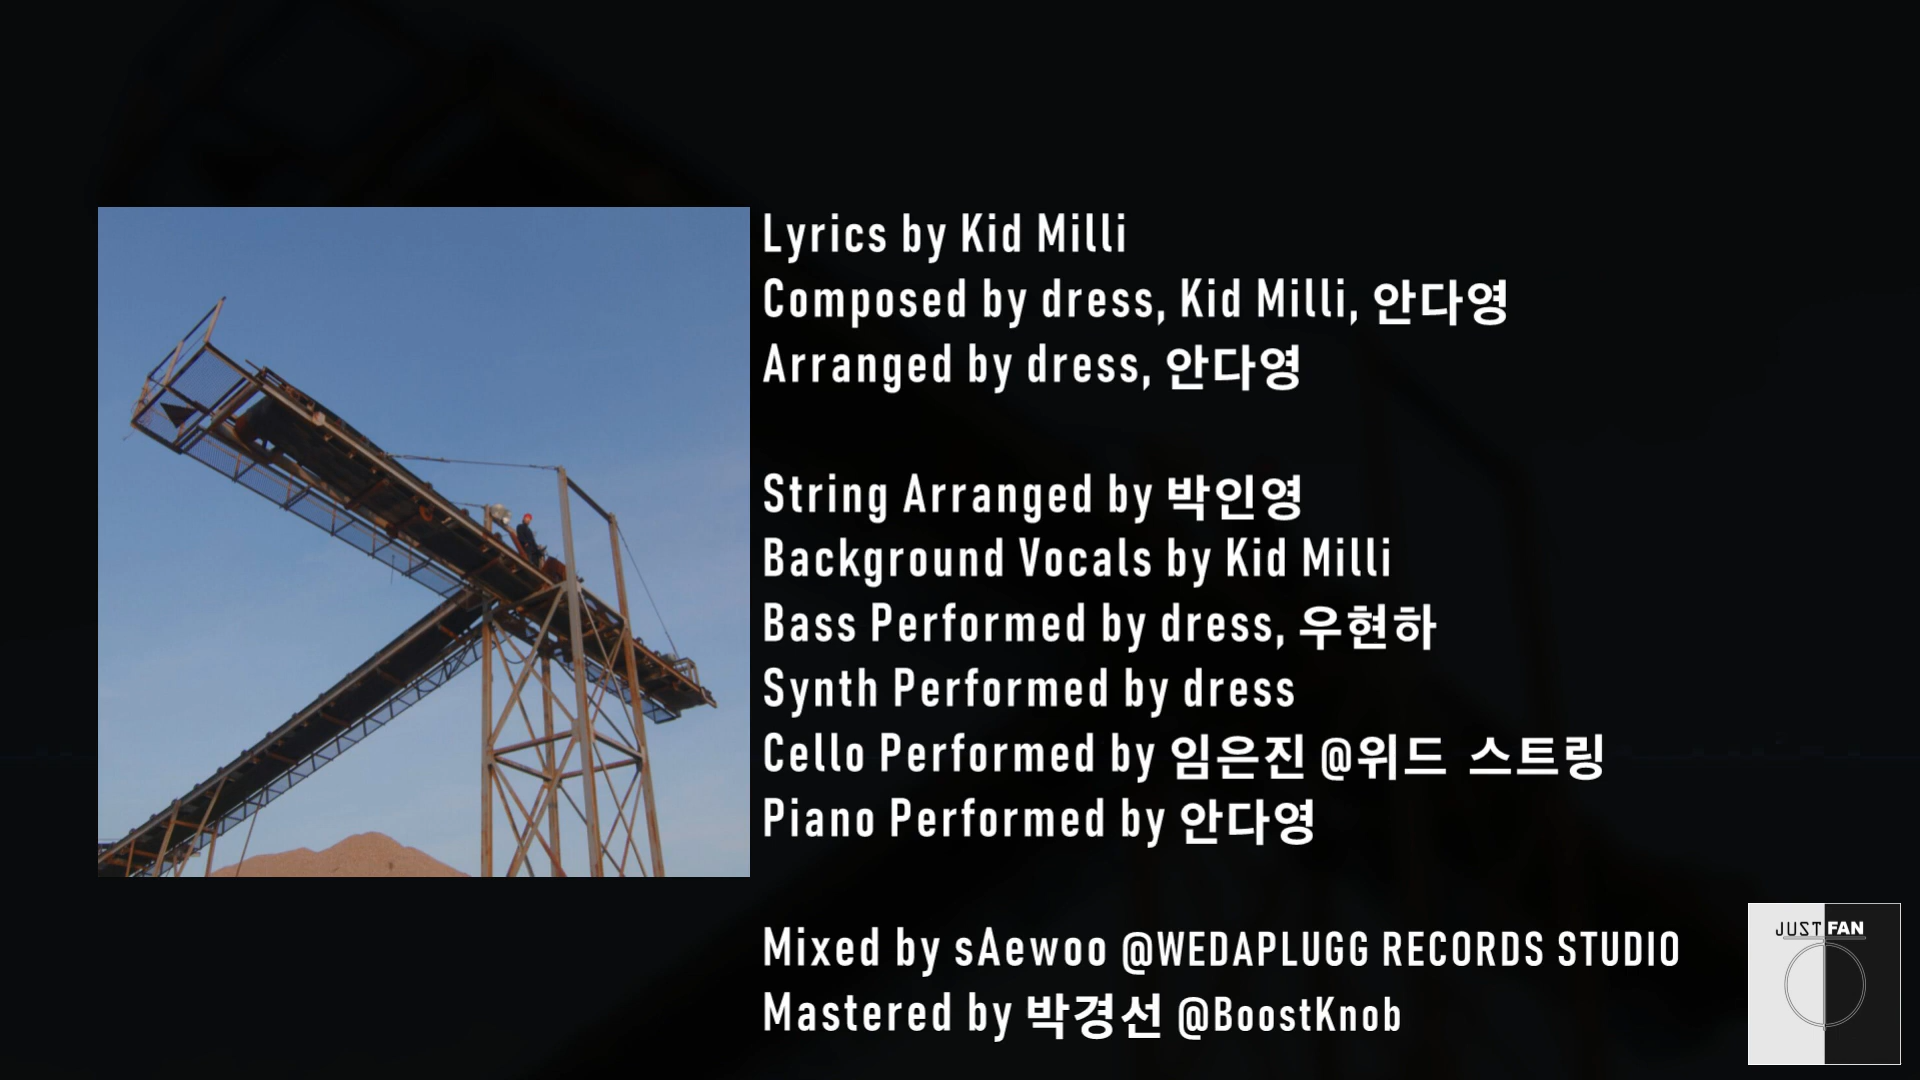 Lyrics by Kid Milli
Composed by dress, Kid Milli, 안다영
Arranged by dress, 안다영
String Arranged by 박인영
Background Vocals by Kid Milli
Bass Performed by dress, 우현하
Synth Performed by dress
Cello Performed by 임은진 @위드 스트링
Piano Performed by 안다영
Mixed by sAewoo @WEDAPLUGG RECORDS STUDIO
Mastered by 박경선 @BoostKnob
JUST FAN